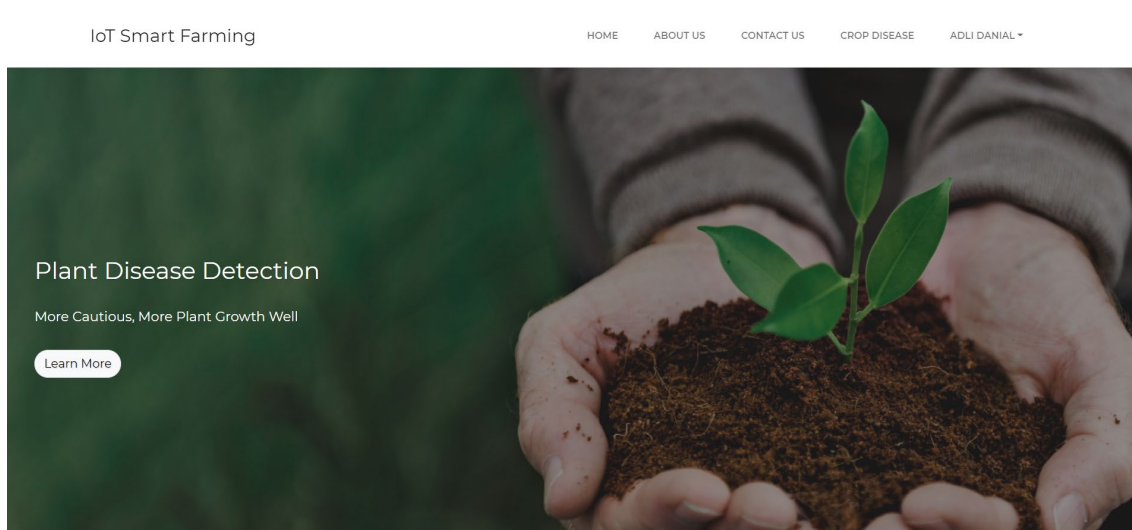 IoT Smart Farming
HOME ABOUT US CONTACT US CROP DISEASE ADLI DANIAL
Plant Disease Detection
More Cautious, More Plant Growth Well
Learn More